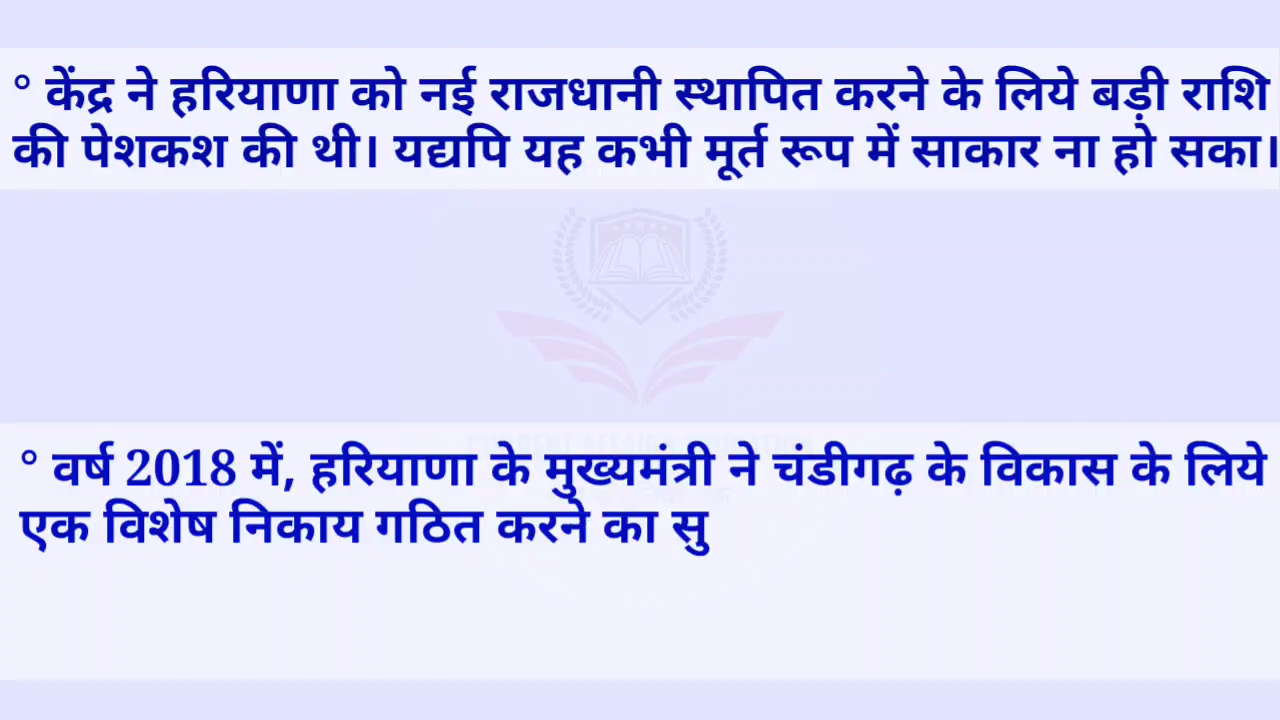 ° केंद्र ने हरियाणा को नई राजधानी स्थापित करने के लिये बड़ी राशि
की पेशकश की थी। यद्यपि यह कभी मूर्त रूप में साकार ना हो सका।
° वर्ष 2018 में, हरियाणा के मुख्यमंत्री ने चंडीगढ़ के विकास के लिये
एक विशेष निकाय गठित करने का सु